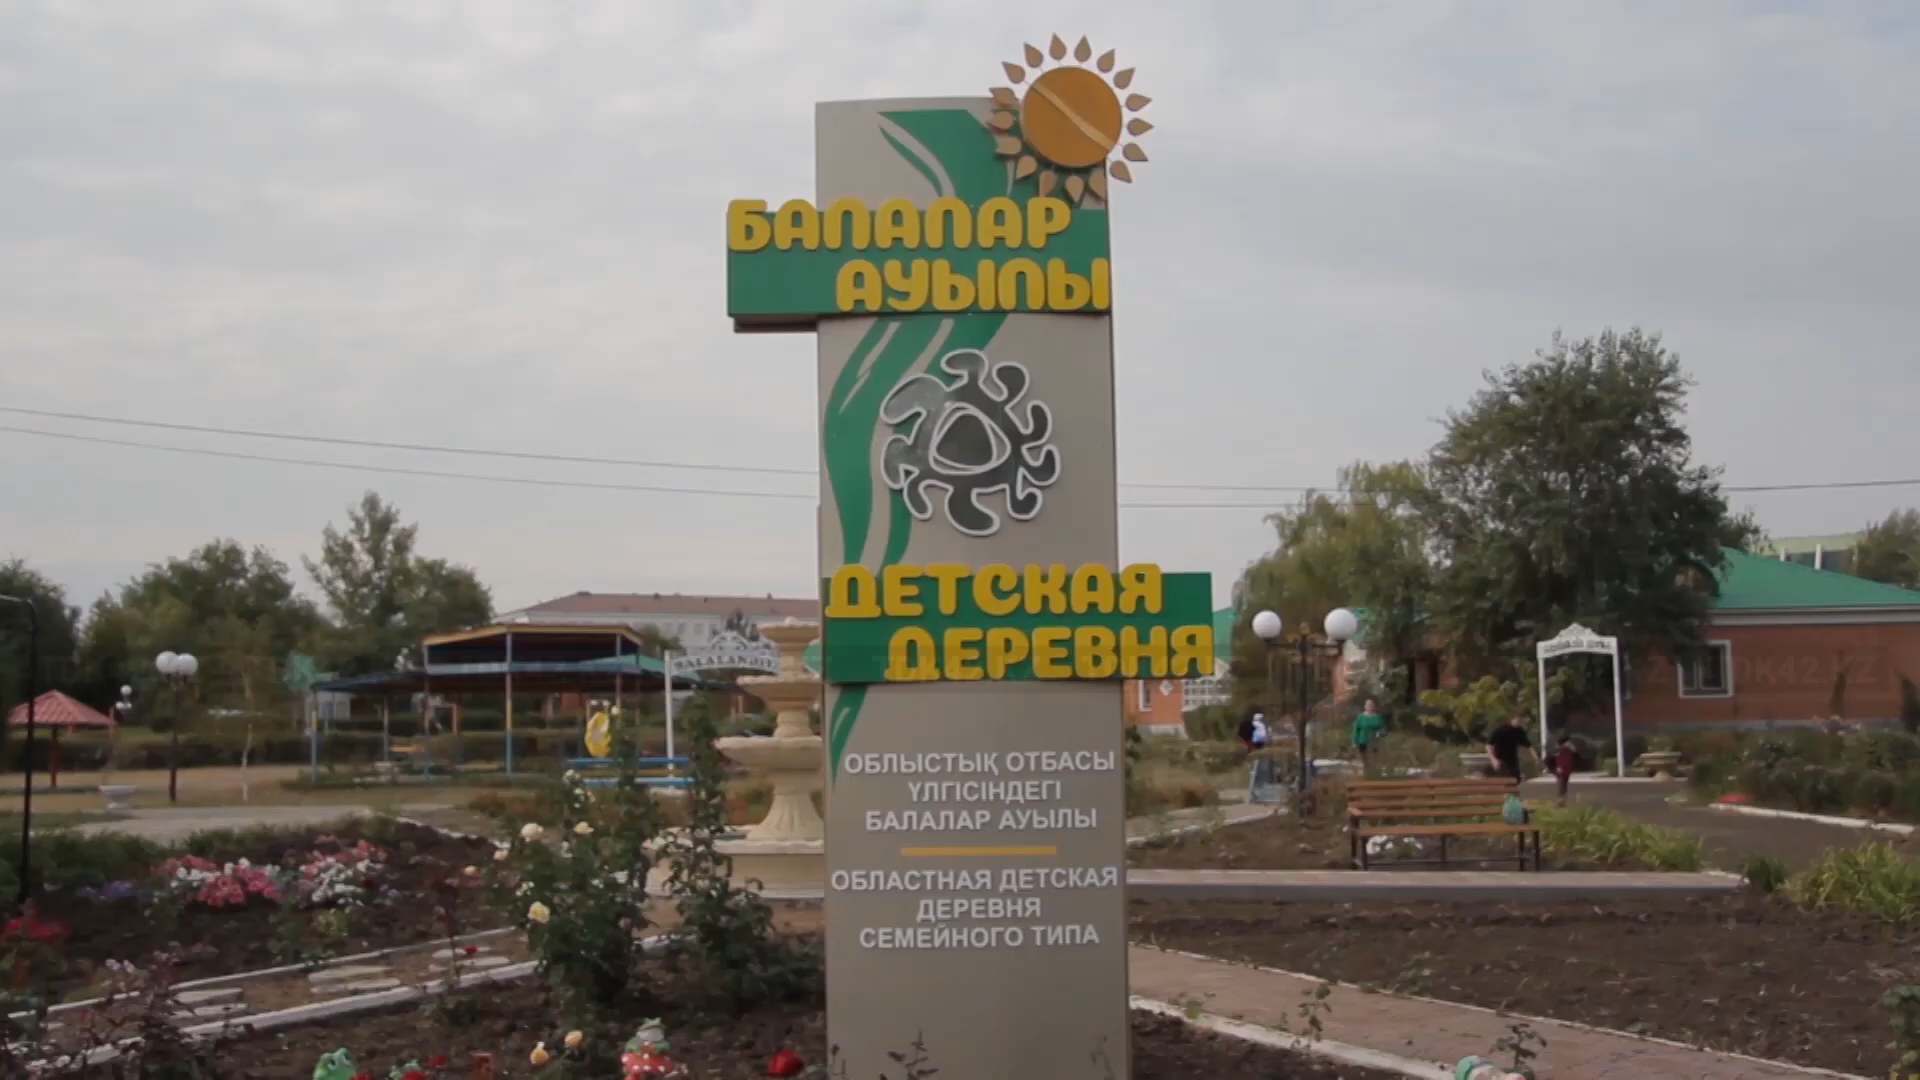 БАЛАЛАР
АУЫЛЫ
ДЕТСКАЯ
ДЕРЕВНЯ
ОБЛЫСТЫҚ ОТБАСЫ
ҮЛГІСІНДЕГІ
БАЛАЛАР АУЫЛЫ
ОБЛАСТНАЯ ДЕТСКАЯ
ДЕРЕВНЯ
СЕМЕЙНОГО ТИПА